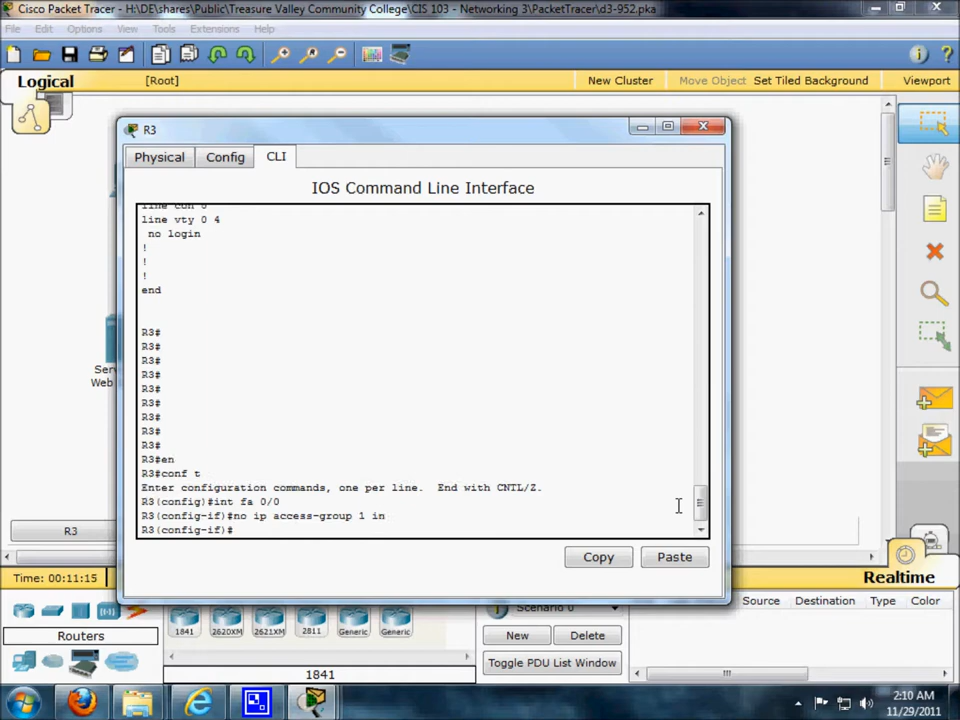 Cisco Packet Tracer - H:\DE\shares\Public\Treasure Valley Community College\CIS 103 - Networking 3\PacketTracer\d3-952.pka
File Edit Options View Tools Extensions Help
Logical [Root] New Cluster Move Object Set Tiled Background Viewport
R3
Physical Config CLI
IOS Command Line Interface
line con 0
line vty 0 4
no login
!
!
!
end
R3#
R3#
R3#
R3#
R3#
R3#
R3#
R3#
R3#
R3#en
R3#conf t
Enter configuration commands, one per line. End with CNTL/Z.
R3(config)#int fa 0/0
R3(config-if)#no ip access-group 1 in
R3(config-if)#
Copy Paste
Serv
Web
R3
Time: 00:11:15
Realtime
Routers
1841 2620XM 2621XM 2811 Generic Generic
1841
Scenario 0
New Delete
Toggle PDU List Window
Source Destination Type Color
2:10 AM
11/29/2011